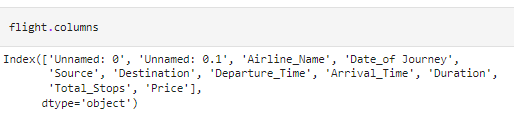 flight.columns
Index(['Unnamed: 0', 'Unnamed: 0.1', 'Airline_Name', 'Date_of Journey',
'Source', 'Destination', 'Departure_Time', 'Arrival_Time', 'Duration',
'Total_Stops', 'Price'],
dtype='object')